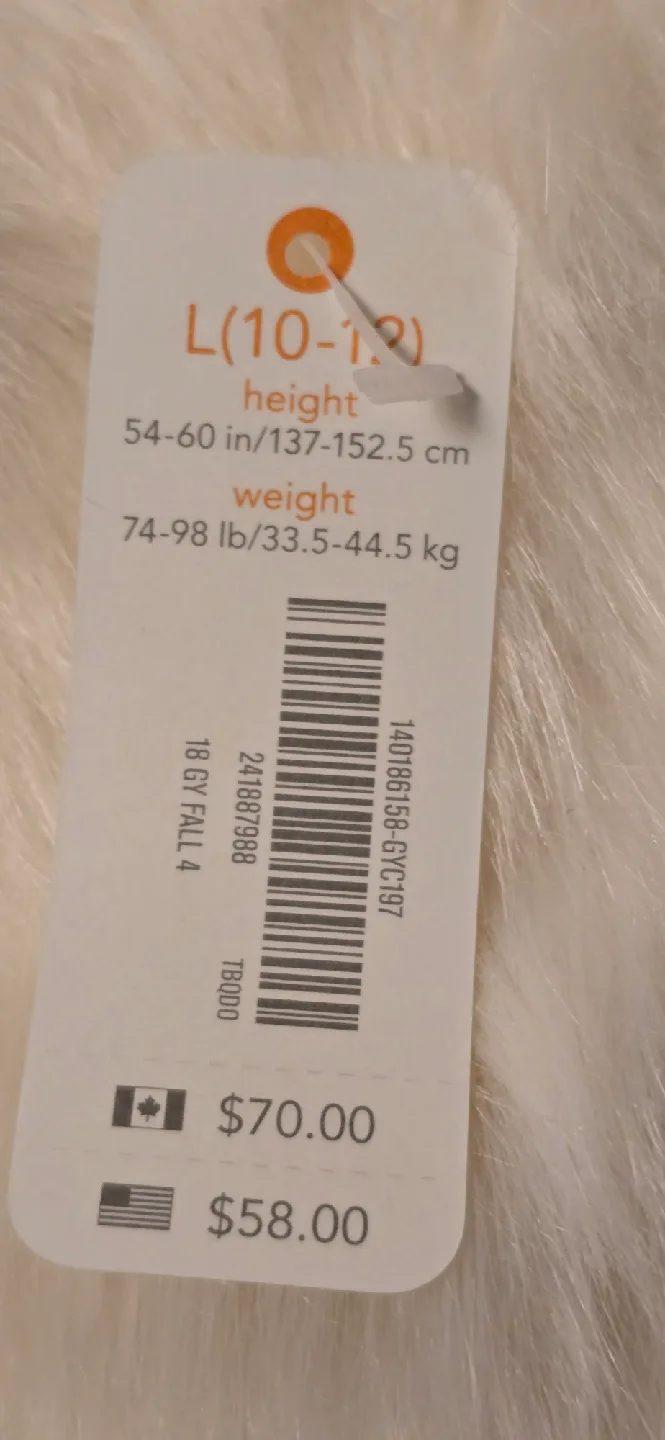 L(10-12)
height
54-60 in/137-152.5 cm
weight
74-98 lb/33.5-44.5 kg
140186158-GYC197
241887988
TBQDO
18 GY FALL 4
$70.00
$58.00